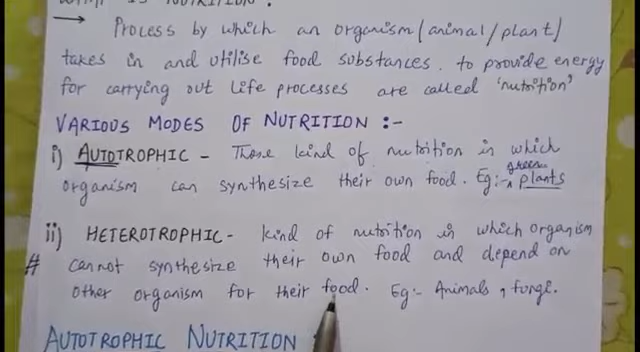 NUTRITION :
→ Process by which an organism (animal/plant)
takes in and utilise food substances. to provide energy
for carrying out life processes are called 'nutrition'
VARIOUS MODES OF NUTRITION :-
i) AUTOTROPHIC - Those kind of nutrition in which
organism can synthesize their own food. Eg:- green plants
ii) HETEROTROPHIC - kind of nutrition in which organism
# cannot synthesize their own food and depend on
other organism for their food. Eg:- Animals, fungi.
AUTOTROPHIC NUTRITION :